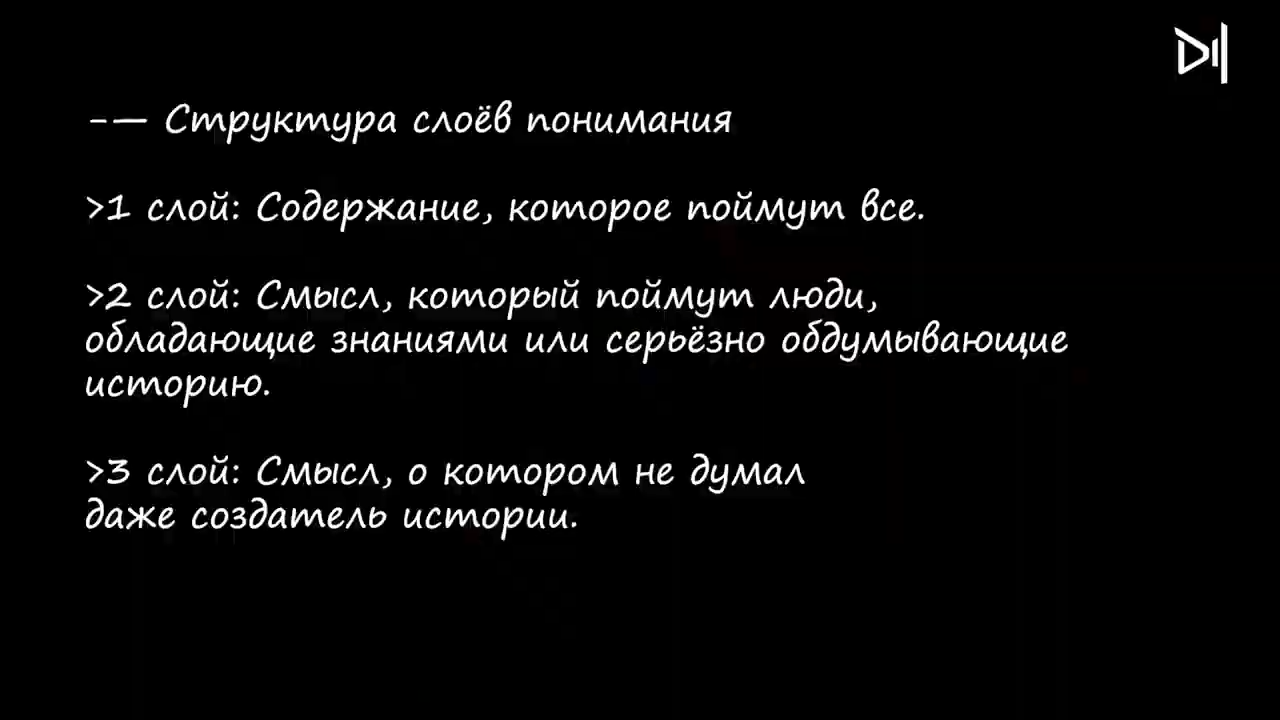 -— Структура слоёв понимания
>1 слой: Содержание, которое поймут все.
>2 слой: Смысл, который поймут люди,
обладающие знаниями или серьёзно обдумывающие
историю.
>3 слой: Смысл, о котором не думал
даже создатель истории.